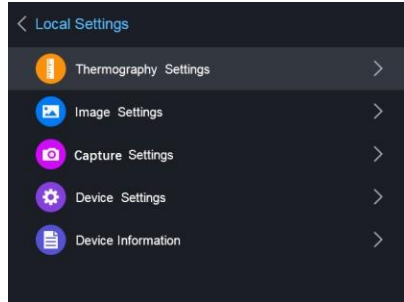 Local Settings
Thermography Settings
Image Settings
Capture Settings
Device Settings
Device Information